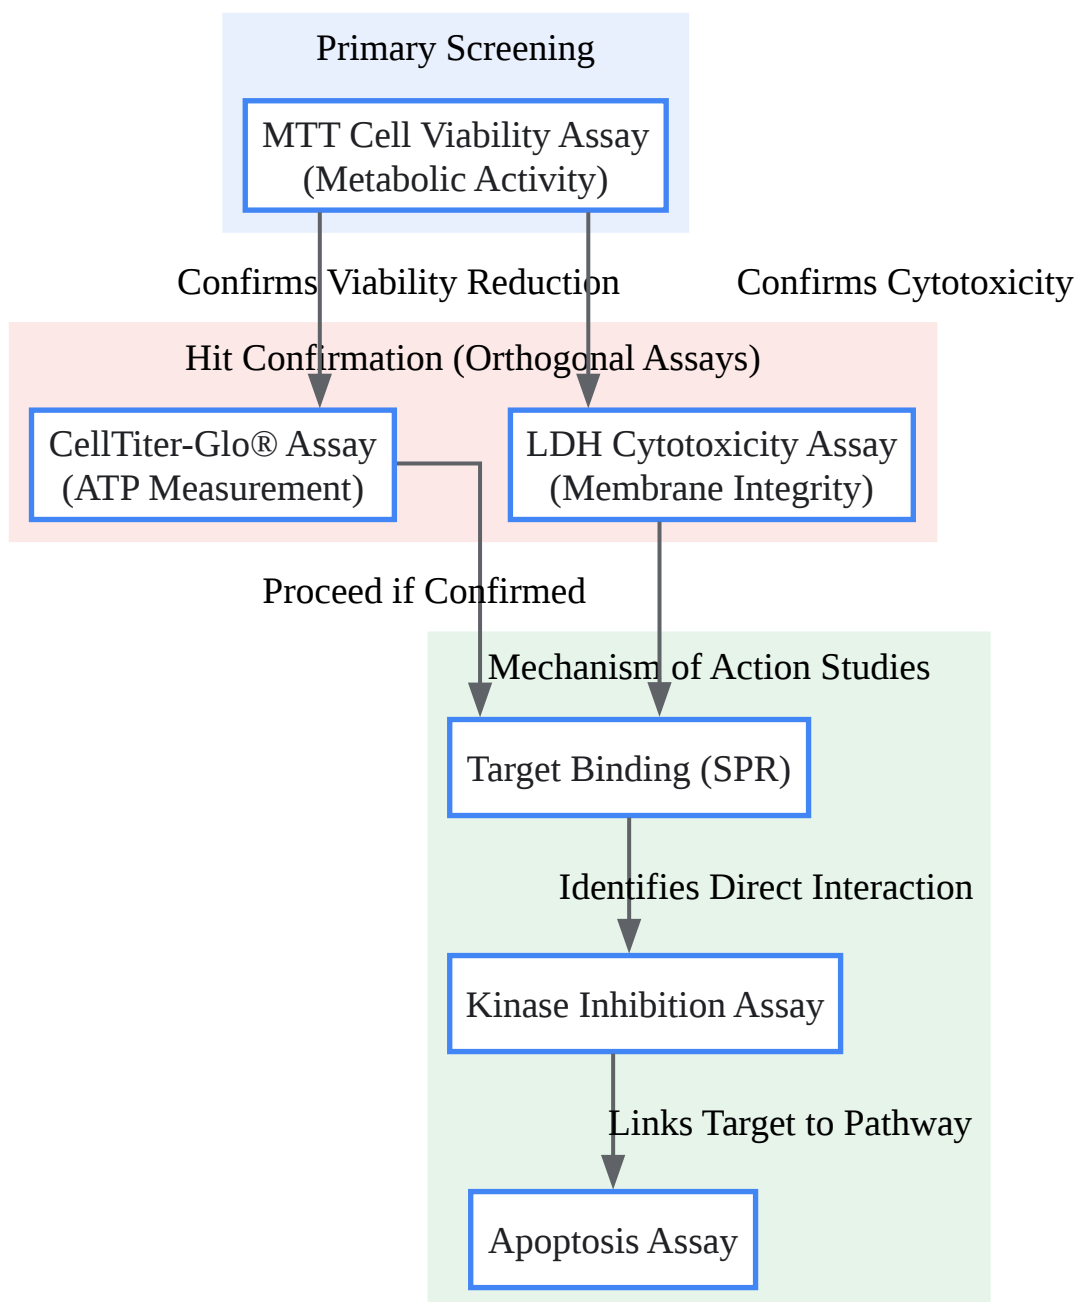 Primary Screening
MTT Cell Viability Assay
(Metabolic Activity)
Confirms Viability Reduction
Confirms Cytotoxicity
Hit Confirmation (Orthogonal Assays)
CellTiter-Glo® Assay
(ATP Measurement)
LDH Cytotoxicity Assay
(Membrane Integrity)
Proceed if Confirmed
Mechanism of Action Studies
Target Binding (SPR)
Identifies Direct Interaction
Kinase Inhibition Assay
Links Target to Pathway
Apoptosis Assay